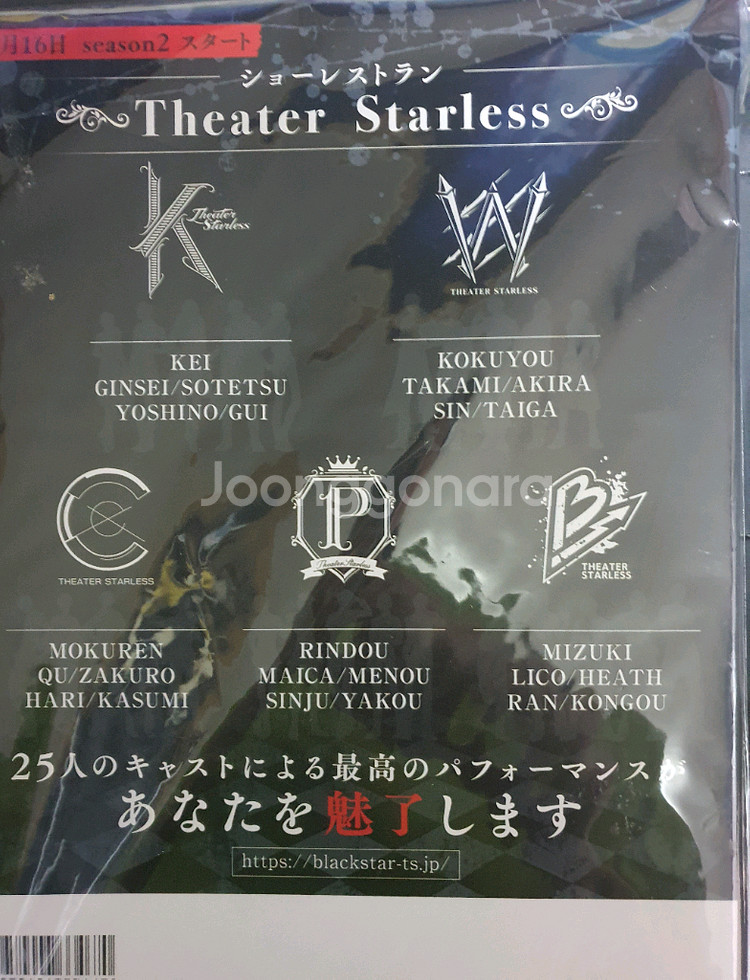 月16日 season2 スタート
ショーレストラン
Theater Starless
K Theater
Starless
W
THEATER STARLESS
KEI
GINSEI/SOTETSU
YOSHINO/GUI
KOKUYOU
TAKAMI/AKIRA
SIN/TAIGA
Joonggonara
C
THEATER STARLESS
P
Theater Starless
B
THEATER
STARLESS
MOKUREN
QU/ZAKURO
HARI/KASUMI
RINDOU
MAICA/MENOU
SINJU/YAKOU
MIZUKI
LICO/HEATH
RAN/KONGOU
25人のキャストによる最高のパフォーマンスが
あなたを魅了します
https://blackstar-ts.jp/